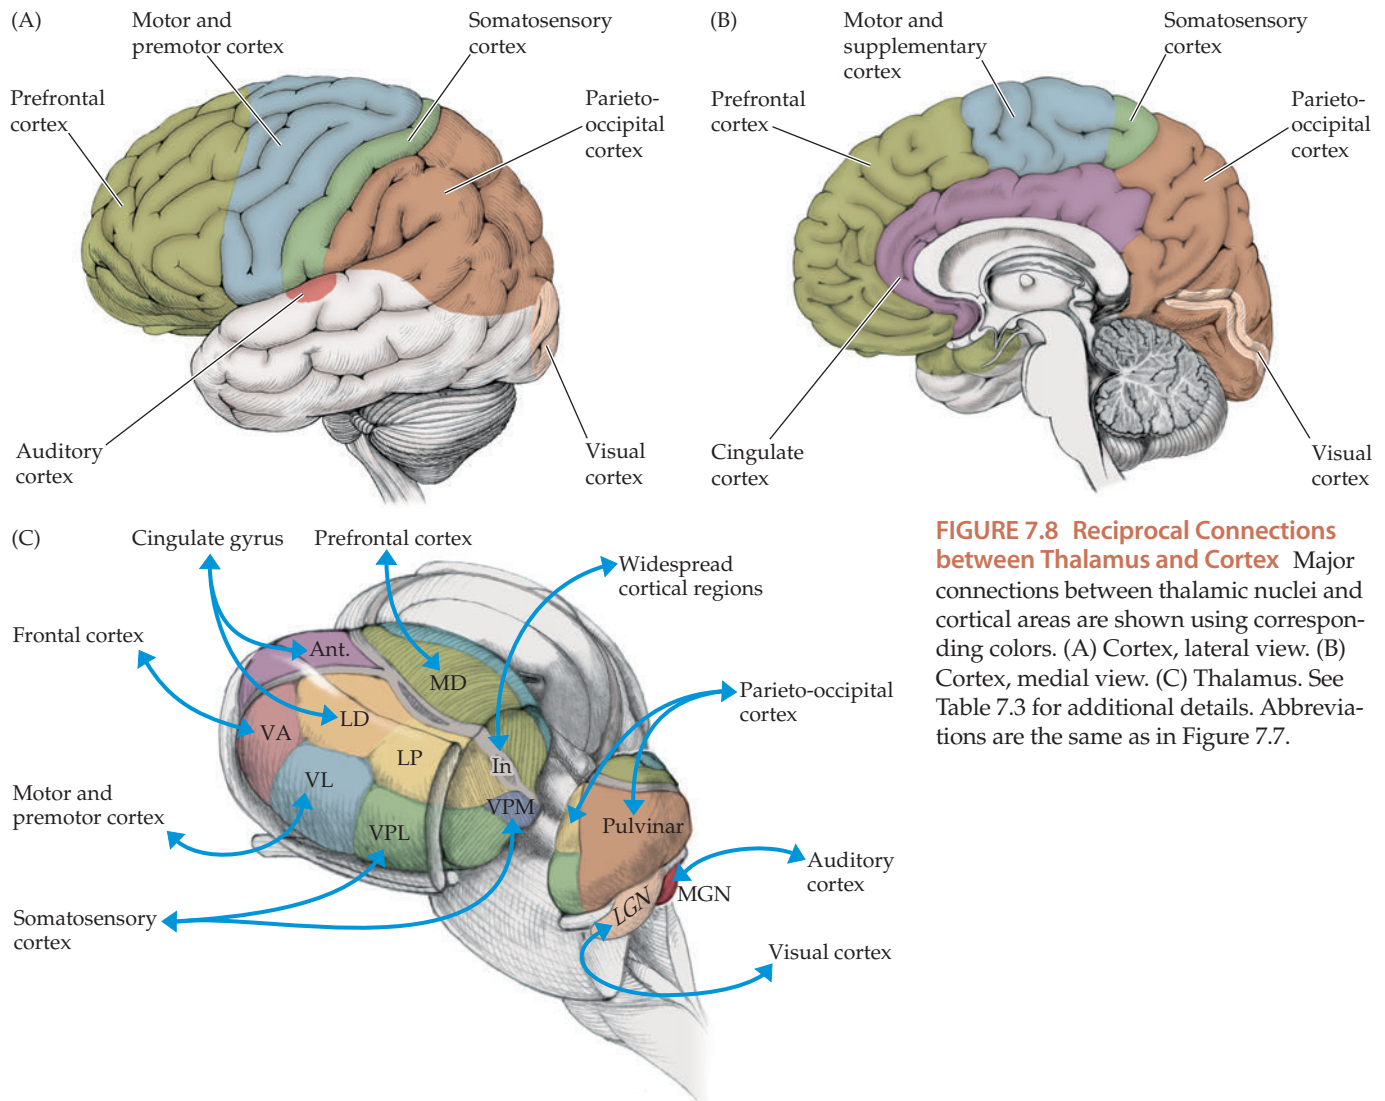 (A)
Motor and
premotor cortex
Somatosensory
cortex
Prefrontal
cortex
Parieto-
occipital
cortex
Auditory
cortex
Visual
cortex
(B)
Motor and
supplementary
cortex
Somatosensory
cortex
Prefrontal
cortex
Parieto-
occipital
cortex
Cingulate
cortex
Visual
cortex
(C)
Cingulate gyrus
Prefrontal cortex
Widespread
cortical regions
Frontal cortex
Ant.
MD
Parieto-occipital
cortex
VA
LD
LP
In
VL
VPM
VPL
Pulvinar
Motor and
premotor cortex
Auditory
cortex
MGN
LGN
Somatosensory
cortex
Visual cortex
FIGURE 7.8 Reciprocal Connections
between Thalamus and Cortex Major
connections between thalamic nuclei and
cortical areas are shown using correspon-
ding colors. (A) Cortex, lateral view. (B)
Cortex, medial view. (C) Thalamus. See
Table 7.3 for additional details. Abbrevia-
tions are the same as in Figure 7.7.